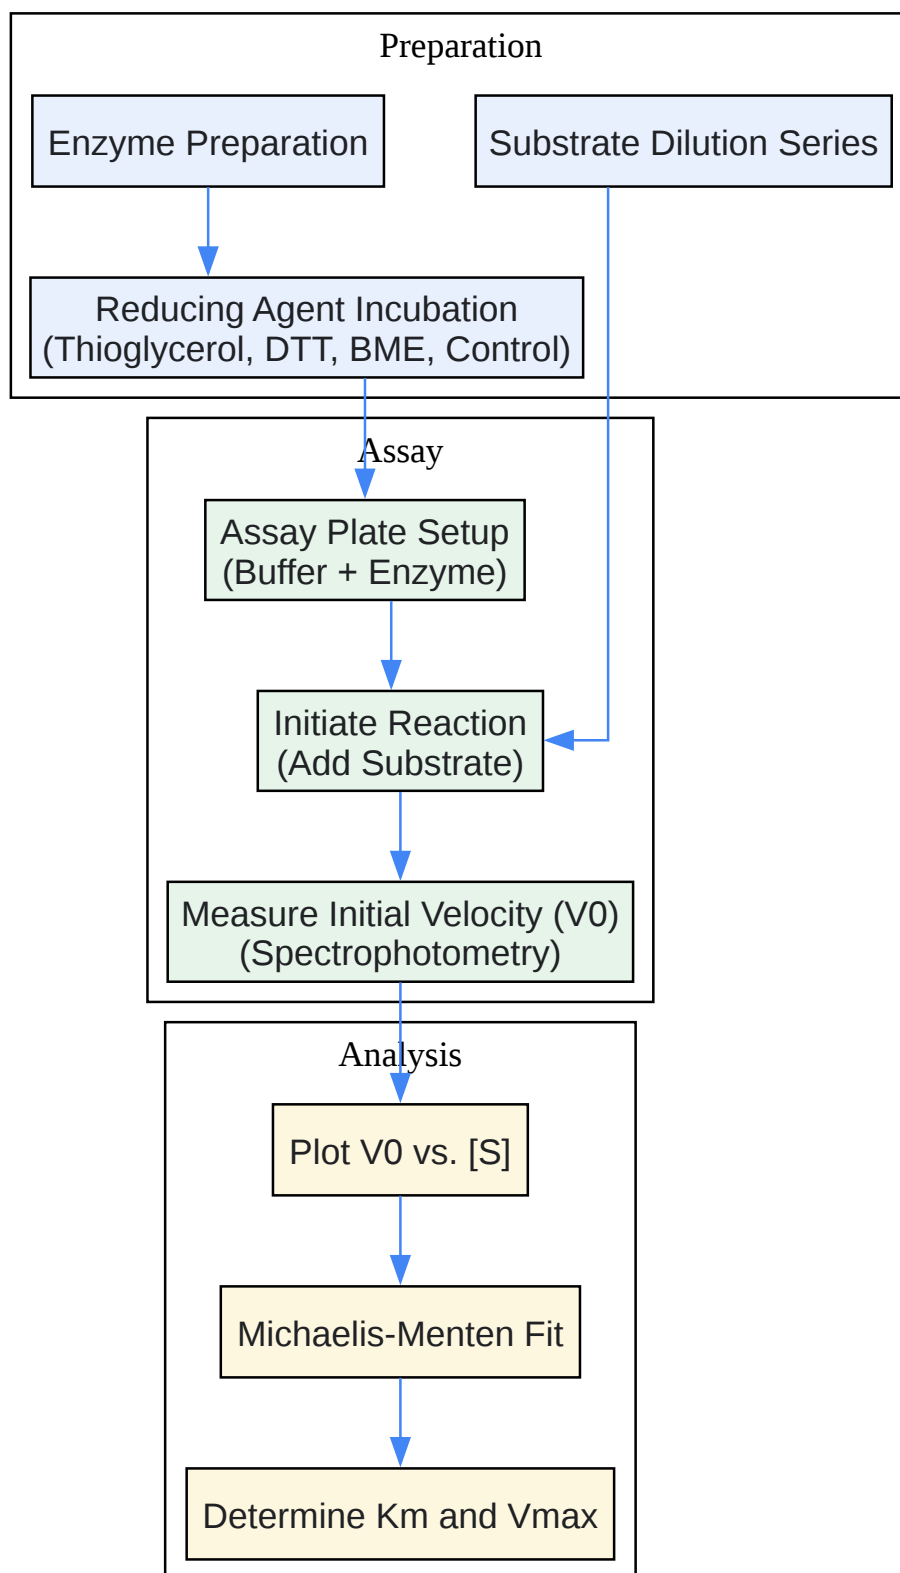 Preparation
Enzyme Preparation
Substrate Dilution Series
Reducing Agent Incubation
(Thioglycerol, DTT, BME, Control)
Assay
Assay Plate Setup
(Buffer + Enzyme)
Initiate Reaction
(Add Substrate)
Measure Initial Velocity (V0)
(Spectrophotometry)
Analysis
Plot V0 vs. [S]
Michaelis-Menten Fit
Determine Km and Vmax